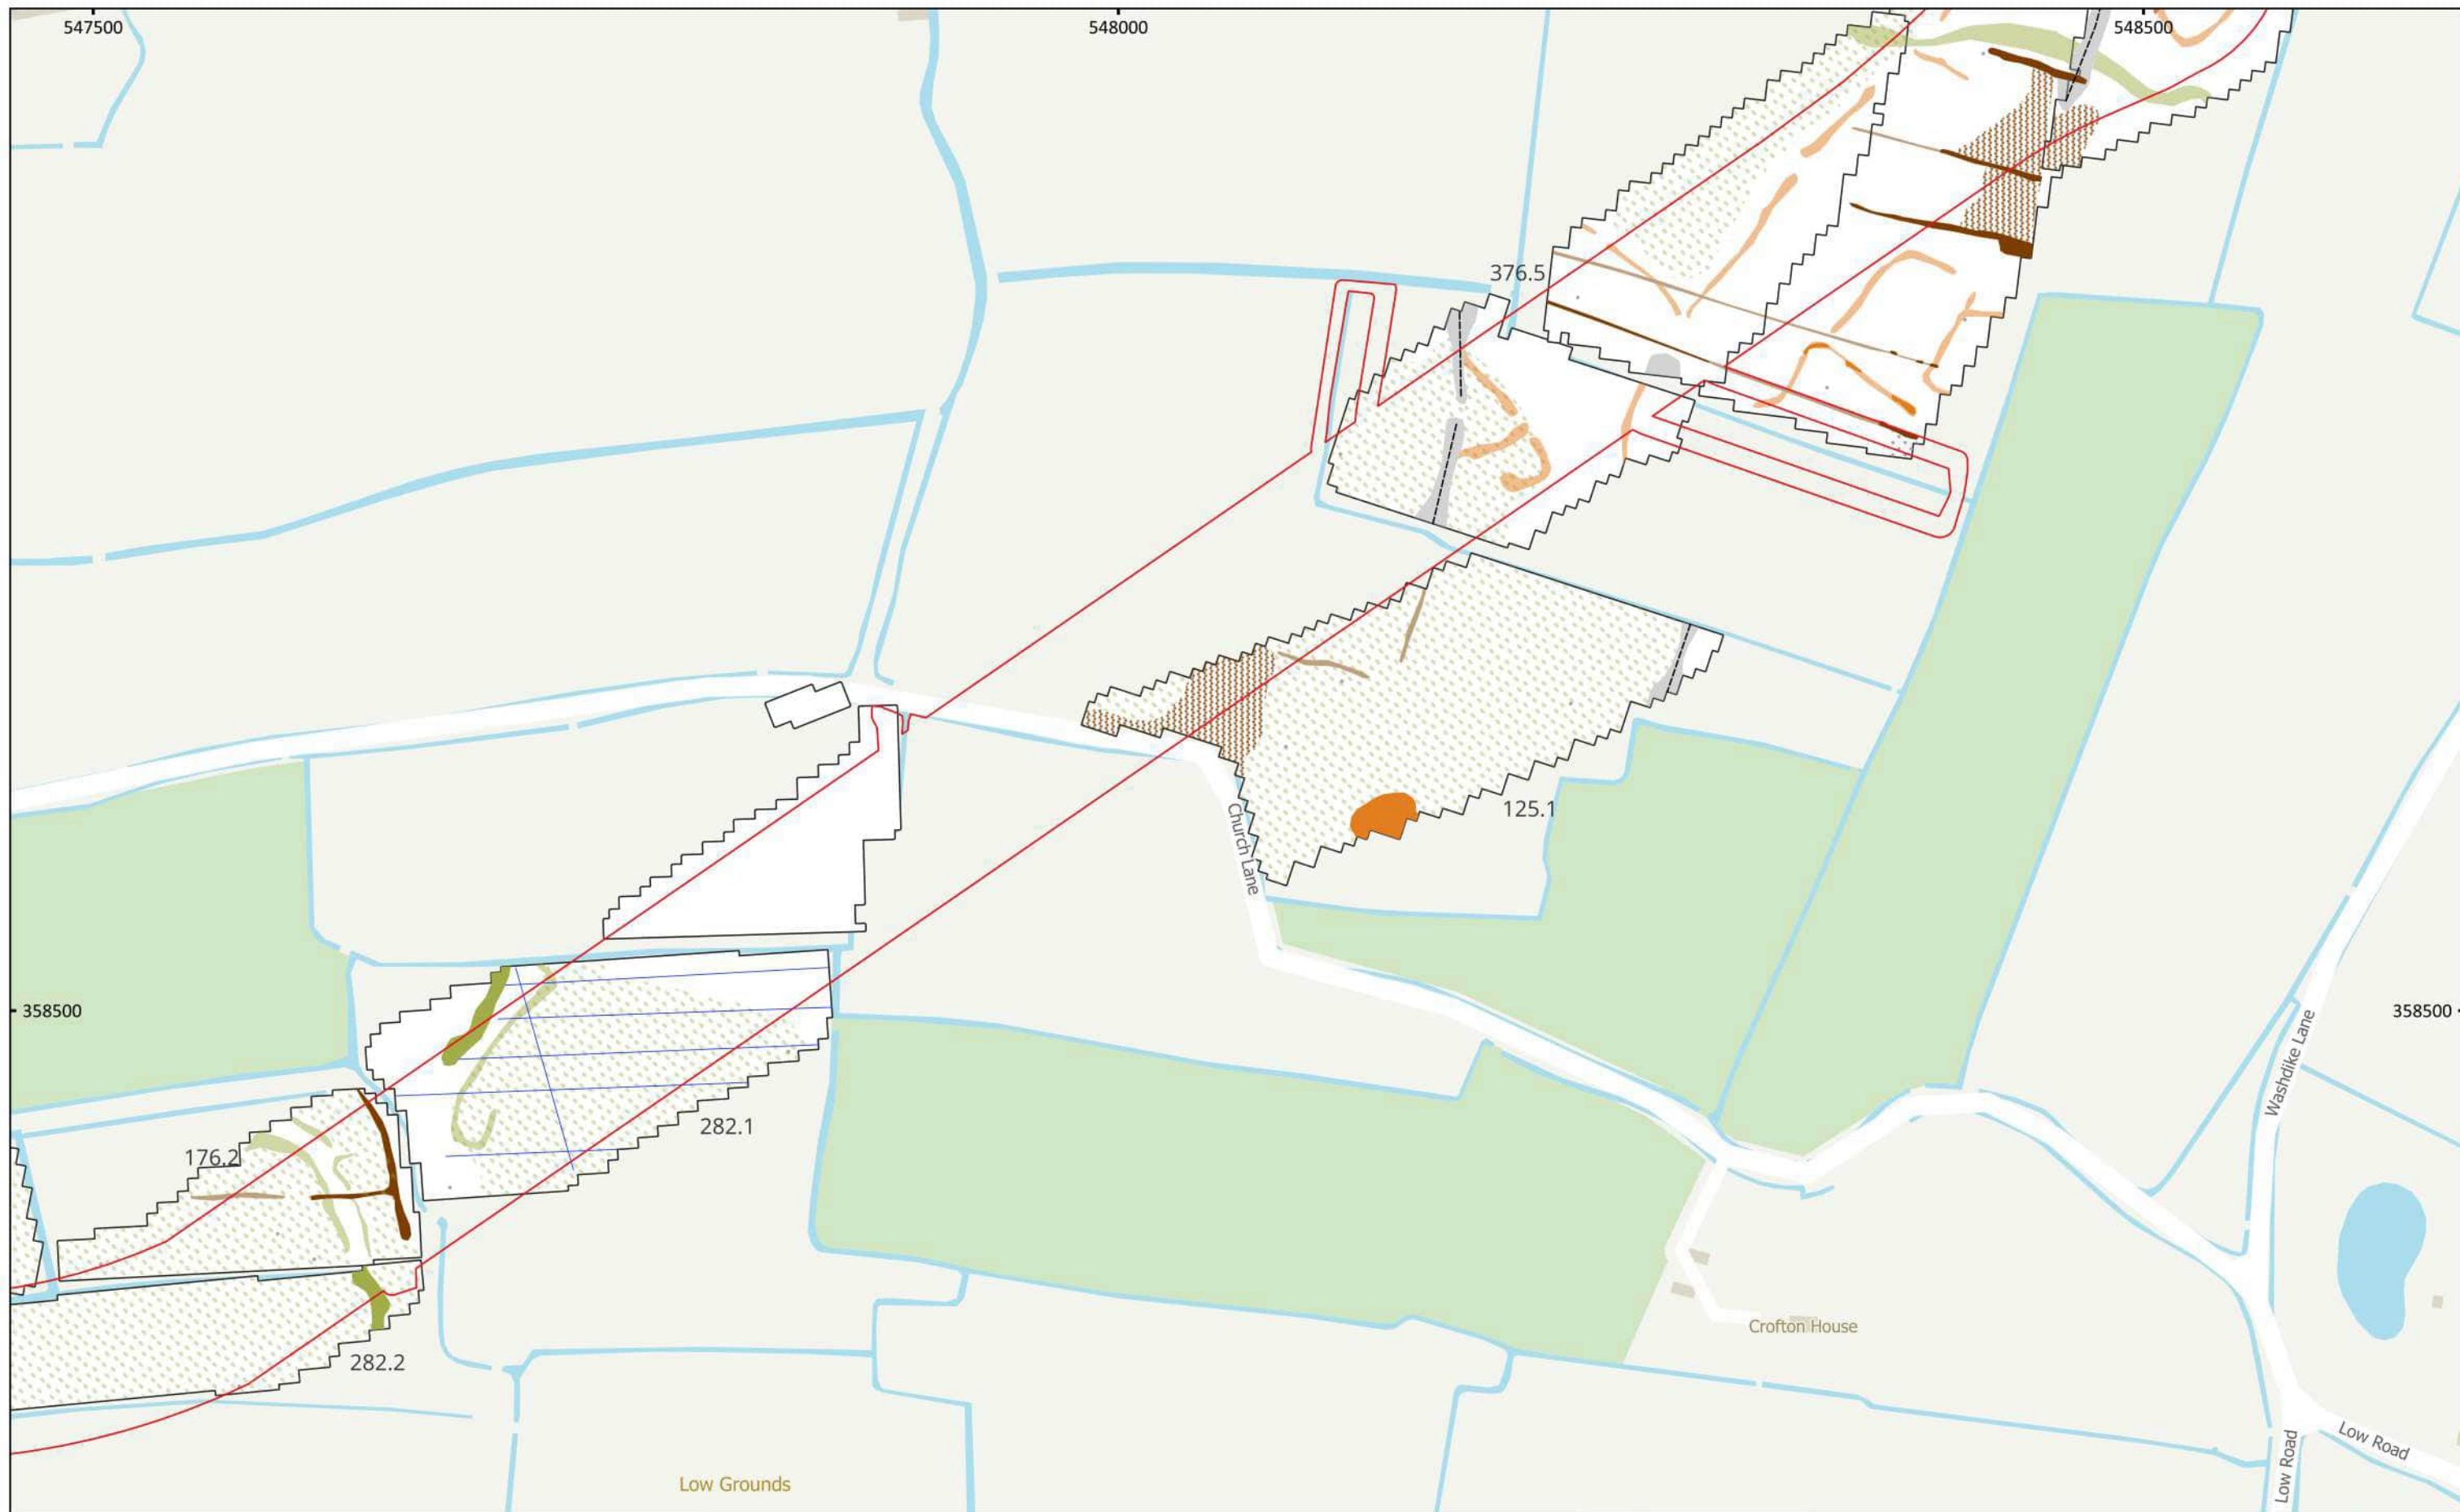 547500
548000
548500
376.5
Church Lane
125.1
358500
358500
Washdike Lane
282.1
176.2
Crofton House
282.2
Low Road
Low Grounds
Low Road